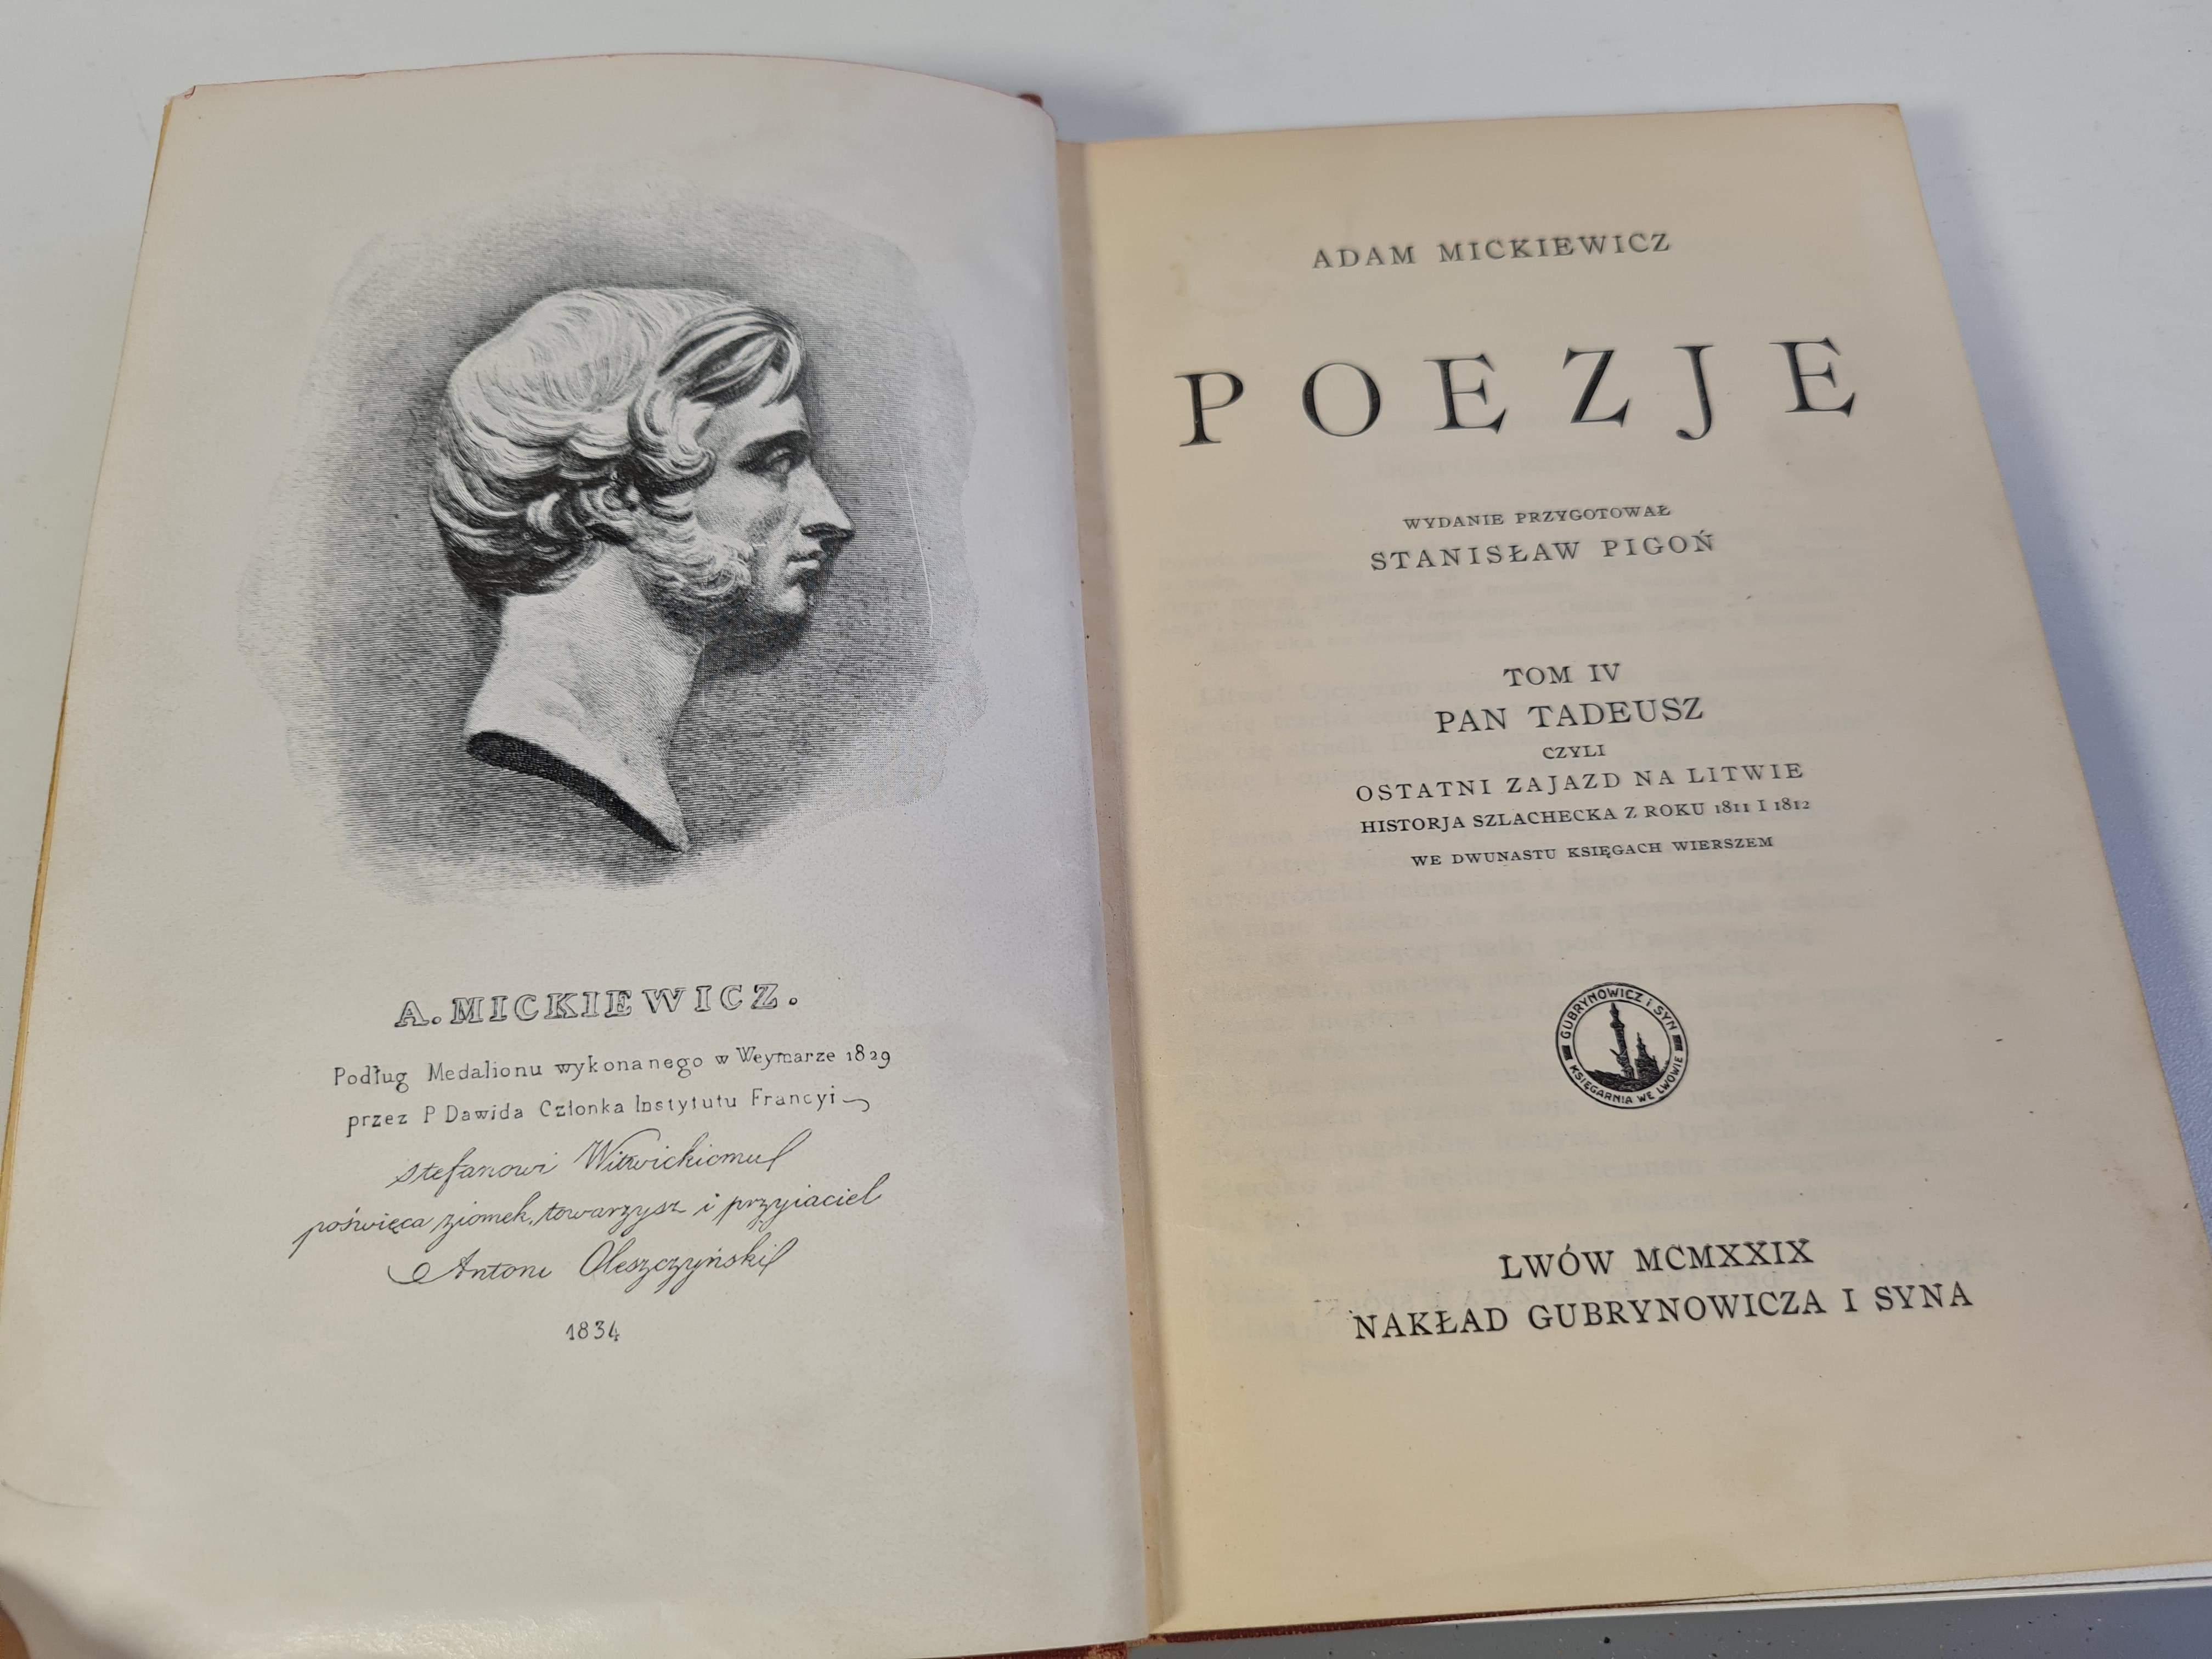 A. MICKIEWICZ.
Podług Medalionu wykonanego w Weymarze 1829
przez P Dawida Członka Instytutu Francyi
Stefanowi Witwickiemu
poświęca ziomek, towarzysz i przyjaciel
Antoni Oleszczyński
1834
ADAM MICKIEWICZ
POEZJE
WYDANIE PRZYGOTOWAŁ
STANISŁAW PIGOŃ
TOM IV
PAN TADEUSZ
CZYLI
OSTATNI ZAJAZD NA LITWIE
HISTORJA SZLACHECKA Z ROKU 1811 I 1812
WE DWUNASTU KSIĘGACH WIERSZEM
GUBRYNOWICZ i SYN
KSIĘGARNIA WE LWOWIE
LWÓW MCMXXIX
NAKŁAD GUBRYNOWICZA I SYNA